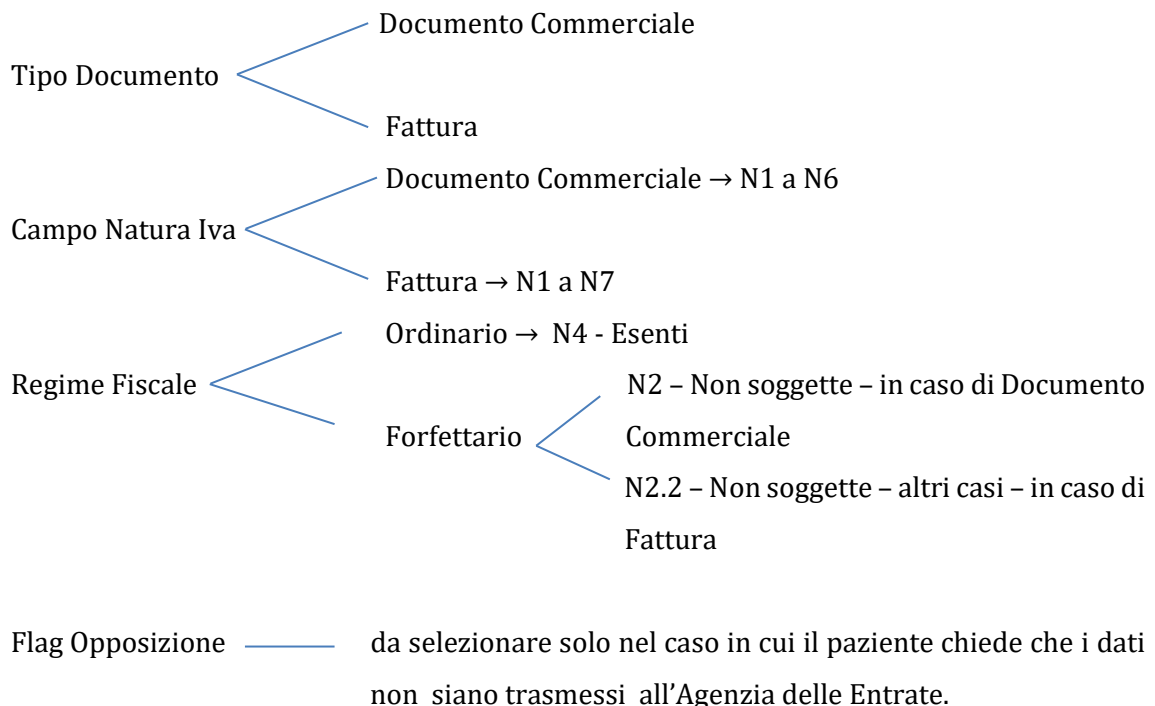 Documento Commerciale
Tipo Documento
Fattura
Documento Commerciale → N1 a N6
Campo Natura Iva
Fattura → N1 a N7
Ordinario → N4 - Esenti
Regime Fiscale
N2 – Non soggette – in caso di Documento
Forfettario
Commerciale
N2.2 – Non soggette – altri casi – in caso di
Fattura
Flag Opposizione
da selezionare solo nel caso in cui il paziente chiede che i dati
non siano trasmessi all'Agenzia delle Entrate.